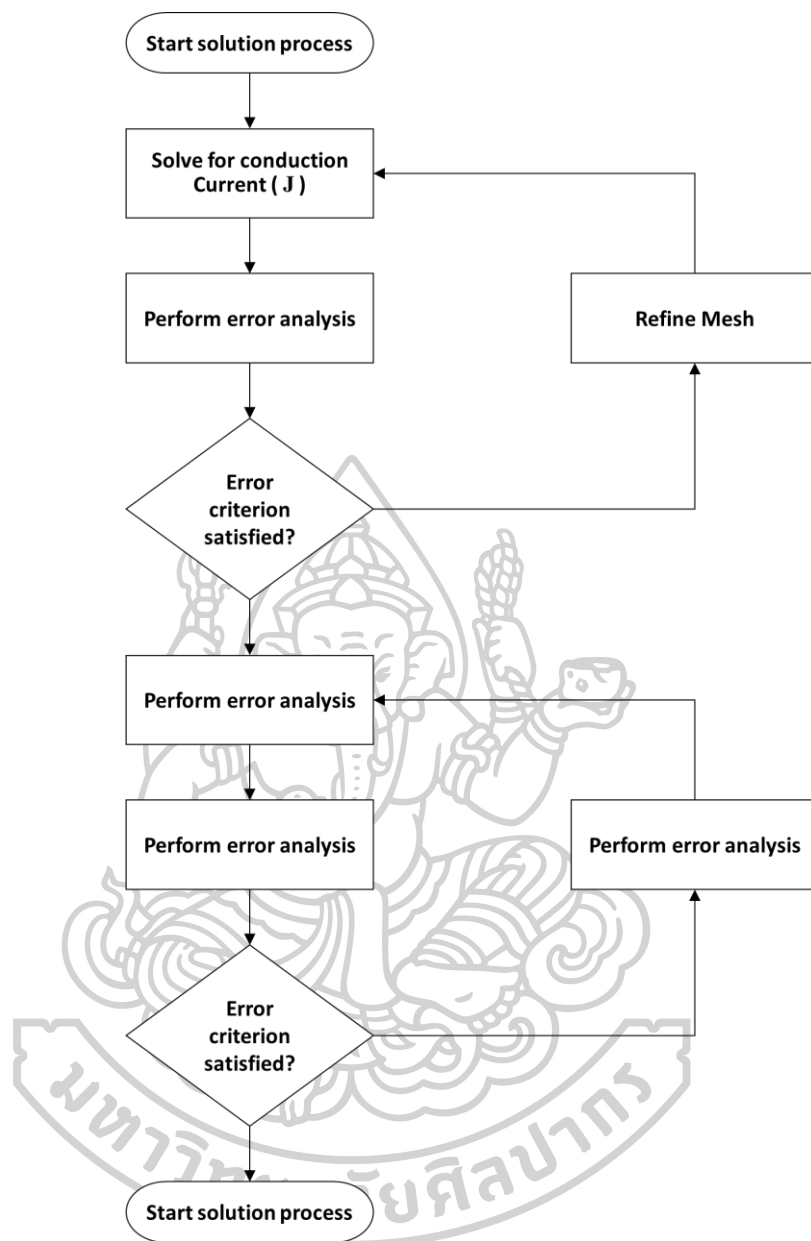 Start solution process
Solve for conduction
Current ( J )
Perform error analysis
Refine Mesh
Error
criterion
satisfied?
Perform error analysis
Perform error analysis
Perform error analysis
Error
criterion
satisfied?
Start solution process